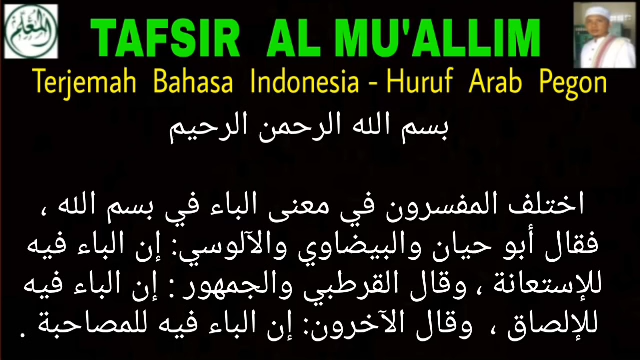 المعلم
TAFSIR AL MU'ALLIM
Terjemah Bahasa Indonesia - Huruf Arab Pegon
بسم الله الرحمن الرحيم
اختلف المفسرون في معنى الباء في بسم الله ،
فقال أبو حيان والبيضاوي والآلوسي: إن الباء فيه
للإستعانة ، وقال القرطبي والجمهور : إن الباء فيه
للإلصاق ، وقال الآخرون: إن الباء فيه للمصاحبة .